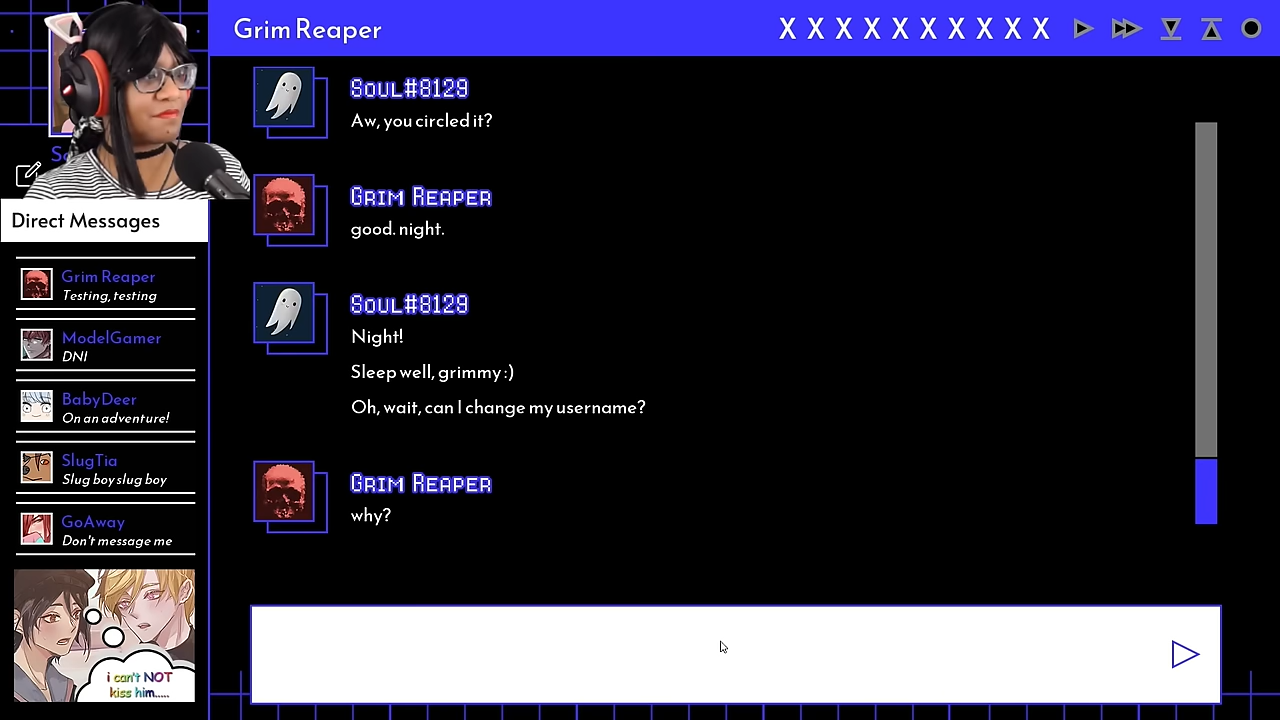 Grim Reaper
X X X X X X X X X X
Soul#8129
Aw, you circled it?
Grim Reaper
good. night.
Soul#8129
Night!
Sleep well, grimmy :)
Oh, wait, can I change my username?
Grim Reaper
why?
So
Direct Messages
Grim Reaper
Testing, testing
ModelGamer
DNI
BabyDeer
On an adventure!
SlugTia
Slug boy slug boy
GoAway
Don't message me
i can't NOT
kiss him.....